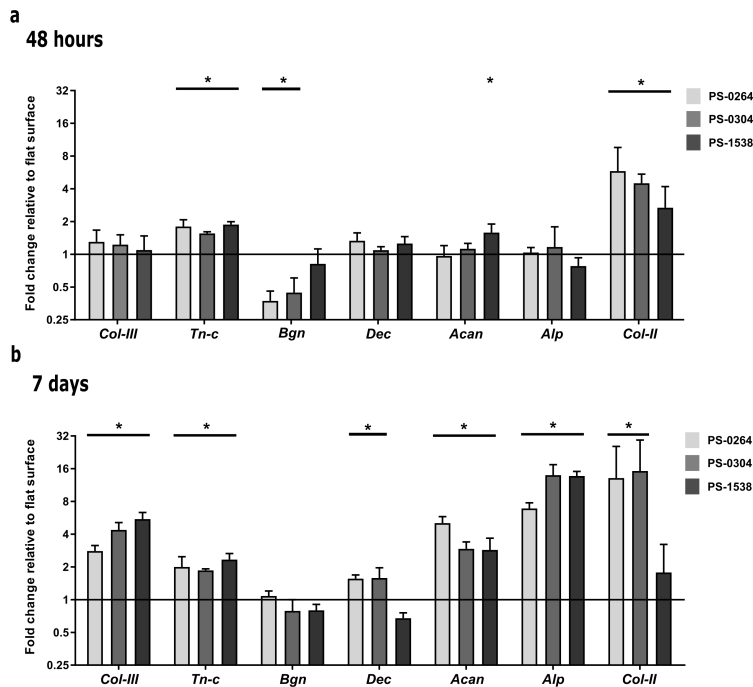 a
48 hours
Fold change relative to flat surface
32
16
8
4
2
1
0.5
0.25
* * * *
PS-0264
PS-0304
PS-1538
Col-III Tn-c Bgn Dec Acan Alp Col-II
b
7 days
Fold change relative to flat surface
32
16
8
4
2
1
0.5
0.25
* * * * * *
PS-0264
PS-0304
PS-1538
Col-III Tn-c Bgn Dec Acan Alp Col-II